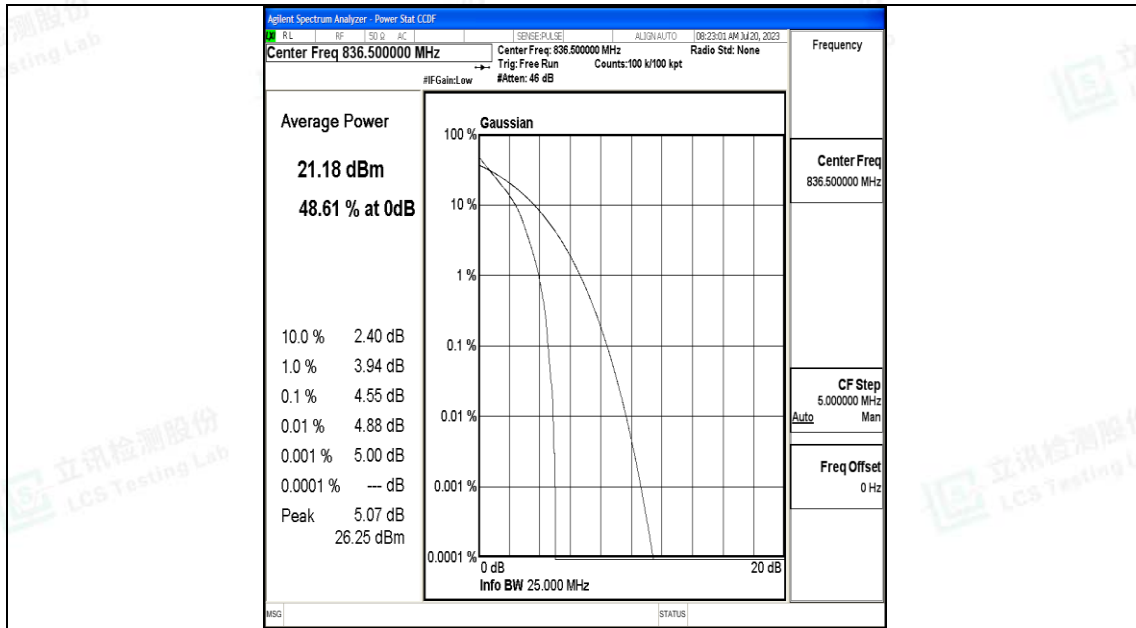 Agilent Spectrum Analyzer - Power Stat CCDF
RL RF 50 Ω AC SENSE:PULSE ALIGN AUTO 08:23:01 AM Jul 20, 2023
Center Freq 836.500000 MHz
Center Freq: 836.500000 MHz Radio Std: None
Trig: Free Run Counts:100 k/100 kpt
#IFGain:Low #Atten: 46 dB
Frequency
Average Power
21.18 dBm
48.61 % at 0dB
10.0 % 2.40 dB
1.0 % 3.94 dB
0.1 % 4.55 dB
0.01 % 4.88 dB
0.001 % 5.00 dB
0.0001 % --- dB
Peak 5.07 dB
26.25 dBm
Gaussian
100 %
10 %
1 %
0.1 %
0.01 %
0.001 %
0.0001 %
0 dB 20 dB
Info BW 25.000 MHz
Center Freq
836.500000 MHz
CF Step
5.000000 MHz
Auto Man
Freq Offset
0 Hz
MSG STATUS
立讯检测股份
LCS Testing Lab
立讯检测股份